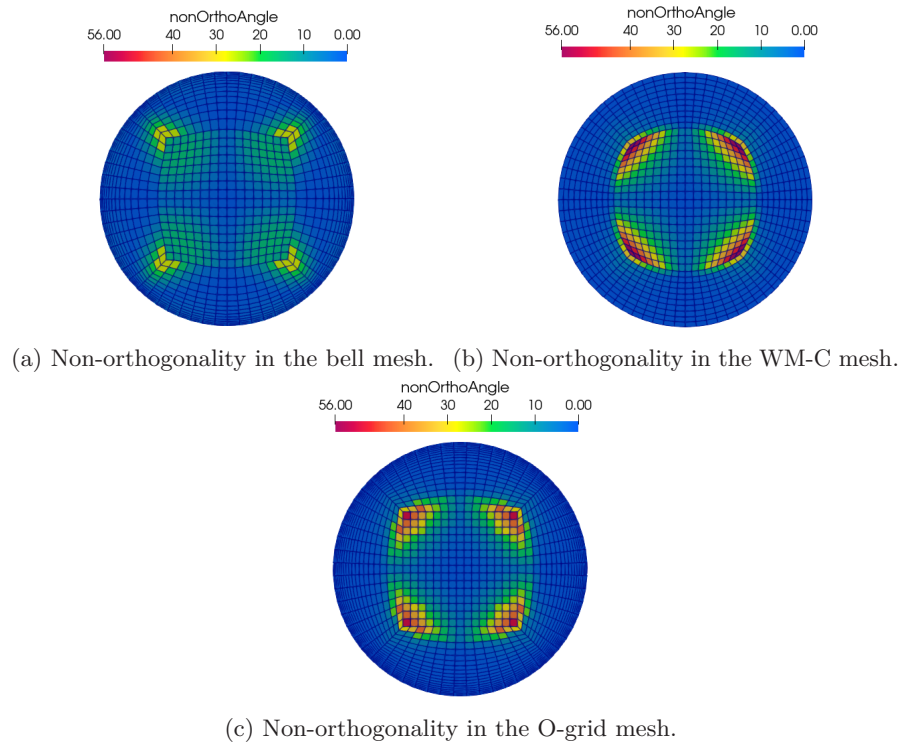 nonOrthoAngle
56.00 40 30 20 10 0.00
nonOrthoAngle
56.00 40 30 20 10 0.00
(a) Non-orthogonality in the bell mesh.
(b) Non-orthogonality in the WM-C mesh.
nonOrthoAngle
56.00 40 30 20 10 0.00
(c) Non-orthogonality in the O-grid mesh.